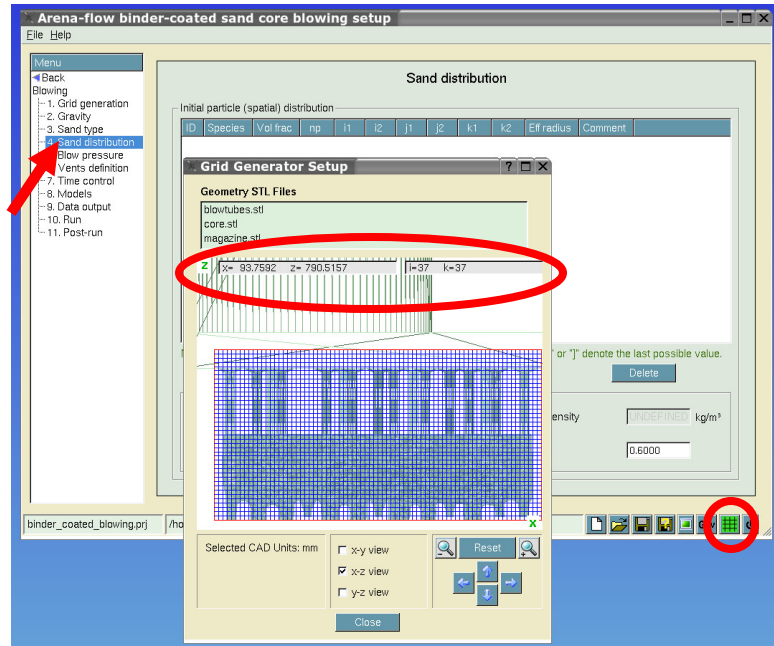 Arena-flow binder-coated sand core blowing setup
File Help
Menu
Back
Blowing
1. Grid generation
2. Gravity
3. Sand type
4. Sand distribution
Blow pressure
Vents definition
7. Time control
8. Models
9. Data output
10. Run
11. Post-run
Sand distribution
Initial particle (spatial) distribution
ID Species Vol frac np i1 i2 j1 j2 k1 k2 Eff radius Comment
Grid Generator Setup
Geometry STL Files
blowtubes.stl
core.stl
magazine.stl
Z x= 93.7592 z= 790.5157 i=37 k=37
" or "]" denote the last possible value.
Delete
ensity UNDEFINED kg/m³
0.6000
X
binder_coated_blowing.prj /ho
Selected CAD Units: mm
x-y view
x-z view
y-z view
Reset
Close